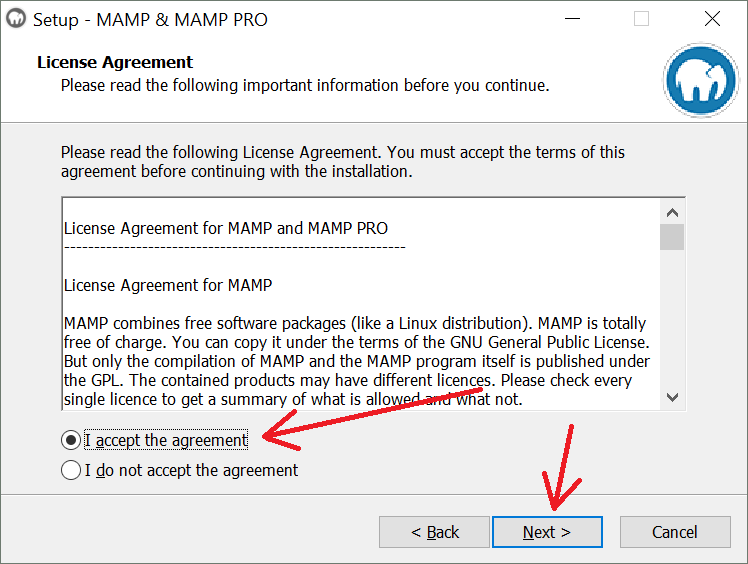 Setup - MAMP & MAMP PRO
License Agreement
Please read the following important information before you continue.
Please read the following License Agreement. You must accept the terms of this
agreement before continuing with the installation.
License Agreement for MAMP and MAMP PRO
---------------------------------------------------------
License Agreement for MAMP
MAMP combines free software packages (like a Linux distribution). MAMP is totally
free of charge. You can copy it under the terms of the GNU General Public License.
But only the compilation of MAMP and the MAMP program itself is published under
the GPL. The contained products may have different licences. Please check every
single licence to get a summary of what is allowed and what not.
I accept the agreement
I do not accept the agreement
< Back Next > Cancel